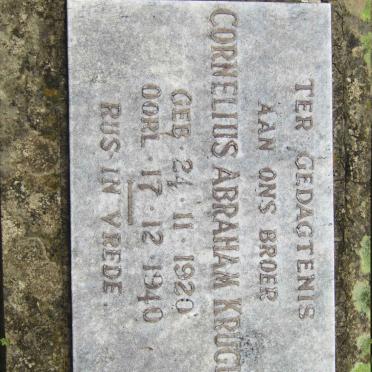 TER GEDAGTENIS
AAN ONS BROER
CORNELIUS ABRAHAM
GEB. 24·11·1920
OORL·17·12·1940
RUS IN VREDE.